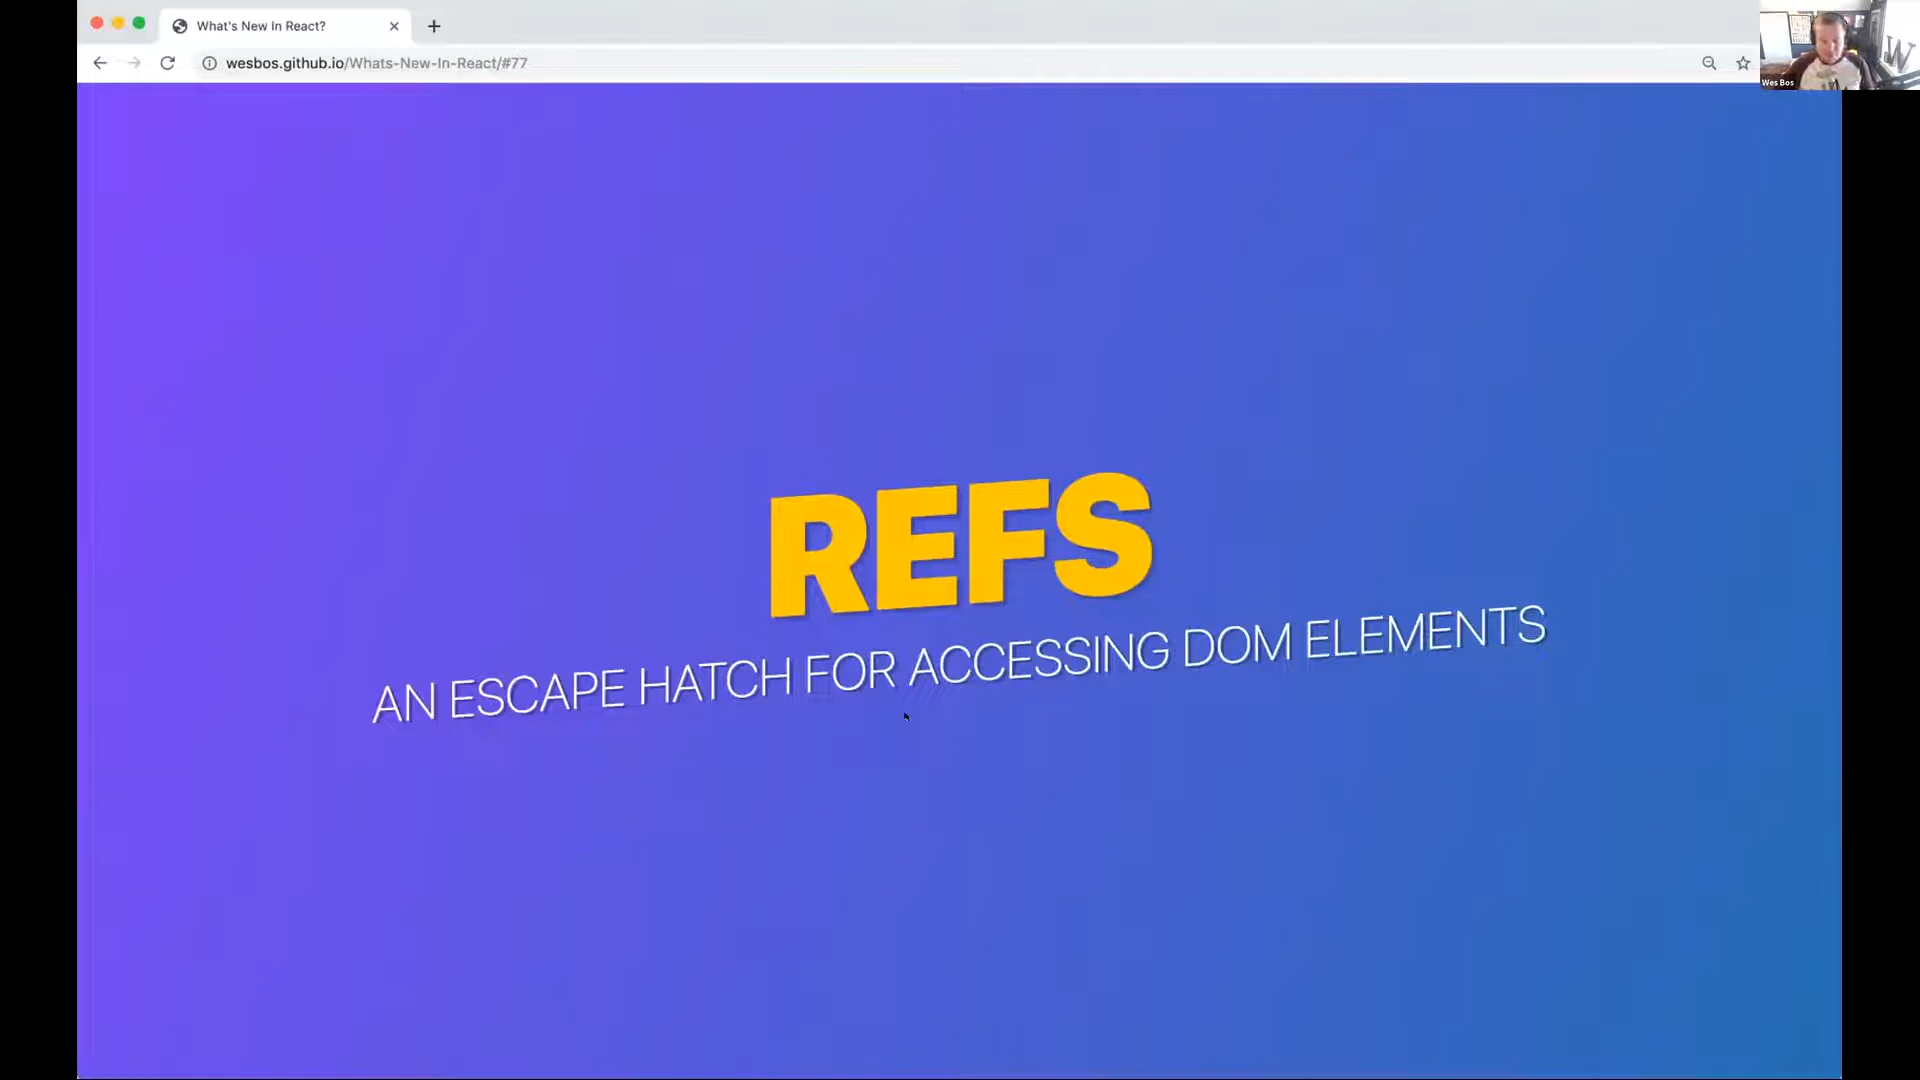 What's New In React?
wesbos.github.io/Whats-New-In-React/#77
Wes Bos
W
REFS
AN ESCAPE HATCH FOR ACCESSING DOM ELEMENTS